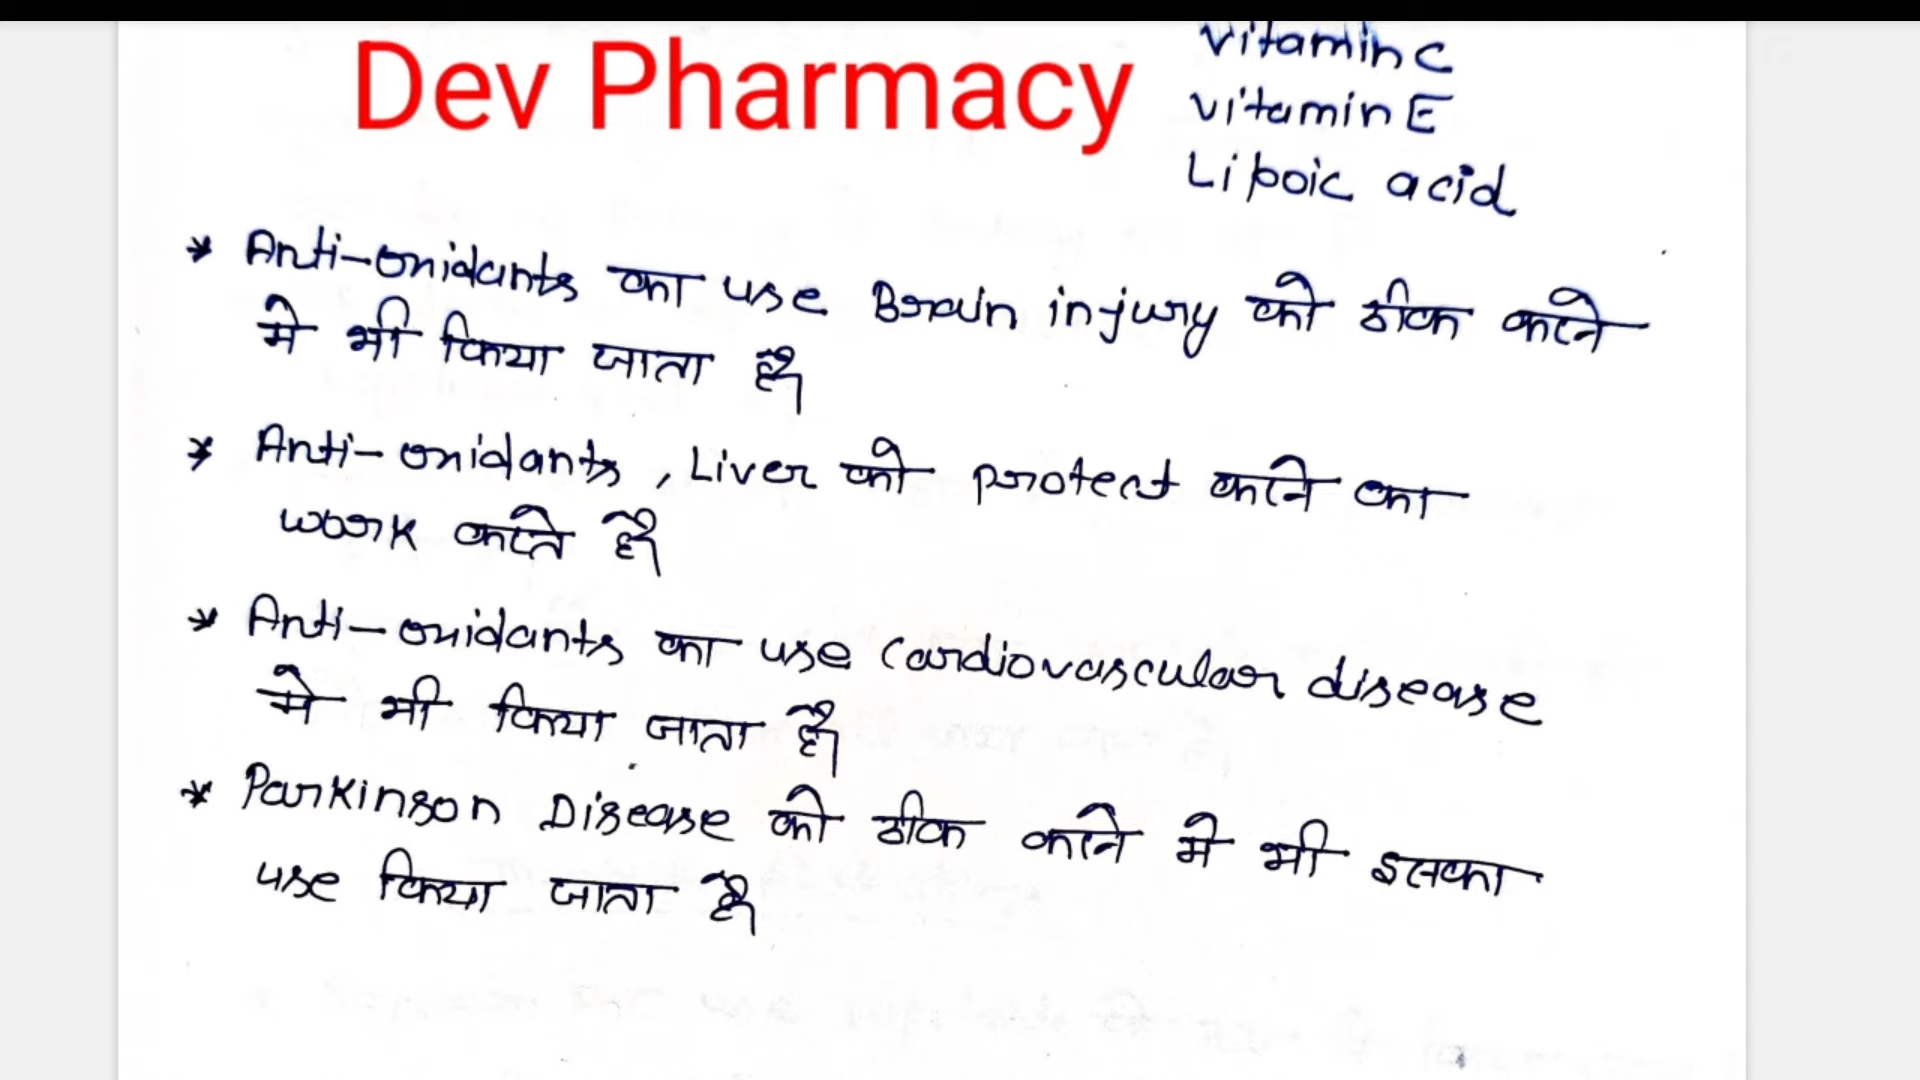 Dev Pharmacy
Vitamin C
Vitamin E
Lipoic acid
* Anti-oxidants का use Brain injury को ठीक करने
मे भी किया जाता है
* Anti-oxidants, Liver को protect करने का
work करते है
* Anti-oxidants का use cardiovascular disease
मे भी किया जाता है
* Parkinson Disease को ठीक करने मे भी इसका
use किया जाता है